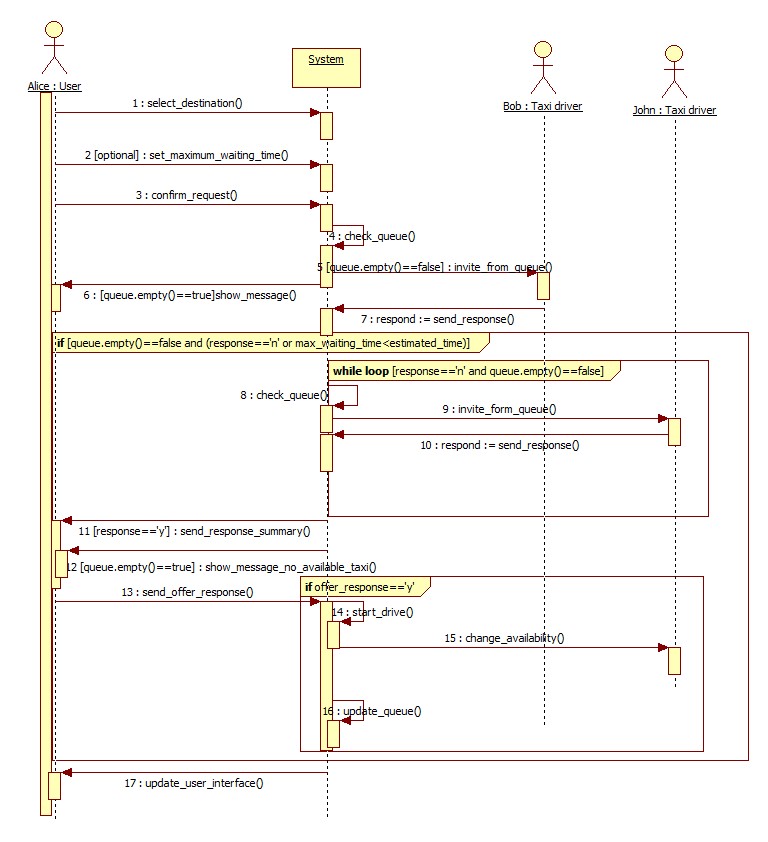 System
Alice : User
Bob : Taxi driver
John : Taxi driver
1 : select_destination()
2 [optional] : set_maximum_waiting_time()
3 : confirm_request()
4 : check_queue()
5 [queue.empty()==false] : invite_from_queue()
6 : [queue.empty()==true]show_message()
7 : respond := send_response()
if [queue.empty()==false and (response=='n' or max_waiting_time<estimated_time)]
while loop [response=='n' and queue.empty()==false]
8 : check_queue()
9 : invite_form_queue()
10 : respond := send_response()
11 [response=='y'] : send_response_summary()
12 [queue.empty()==true] : show_message_no_available_taxi()
if offer_response=='y'
13 : send_offer_response()
14 : start_drive()
15 : change_availability()
16 : update_queue()
17 : update_user_interface()